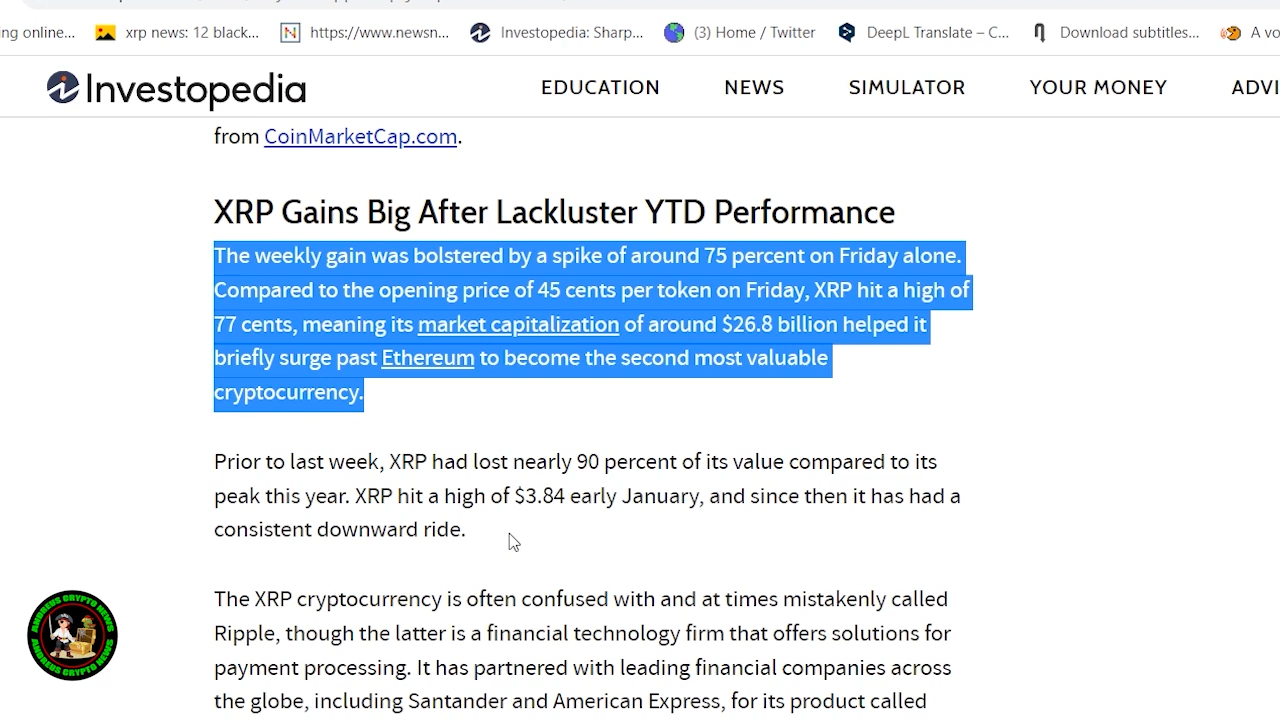 ng online... xrp news: 12 black... https://www.newsn... Investopedia: Sharp... (3) Home / Twitter DeepL Translate – C... Download subtitles... A vo
Investopedia EDUCATION NEWS SIMULATOR YOUR MONEY ADVI
from CoinMarketCap.com.
XRP Gains Big After Lackluster YTD Performance
The weekly gain was bolstered by a spike of around 75 percent on Friday alone.
Compared to the opening price of 45 cents per token on Friday, XRP hit a high of
77 cents, meaning its market capitalization of around $26.8 billion helped it
briefly surge past Ethereum to become the second most valuable
cryptocurrency.
Prior to last week, XRP had lost nearly 90 percent of its value compared to its
peak this year. XRP hit a high of $3.84 early January, and since then it has had a
consistent downward ride.
The XRP cryptocurrency is often confused with and at times mistakenly called
Ripple, though the latter is a financial technology firm that offers solutions for
payment processing. It has partnered with leading financial companies across
the globe, including Santander and American Express, for its product called
ANDREUS CRYPTO NEWS
ANDREUS CRYPTO NEWS